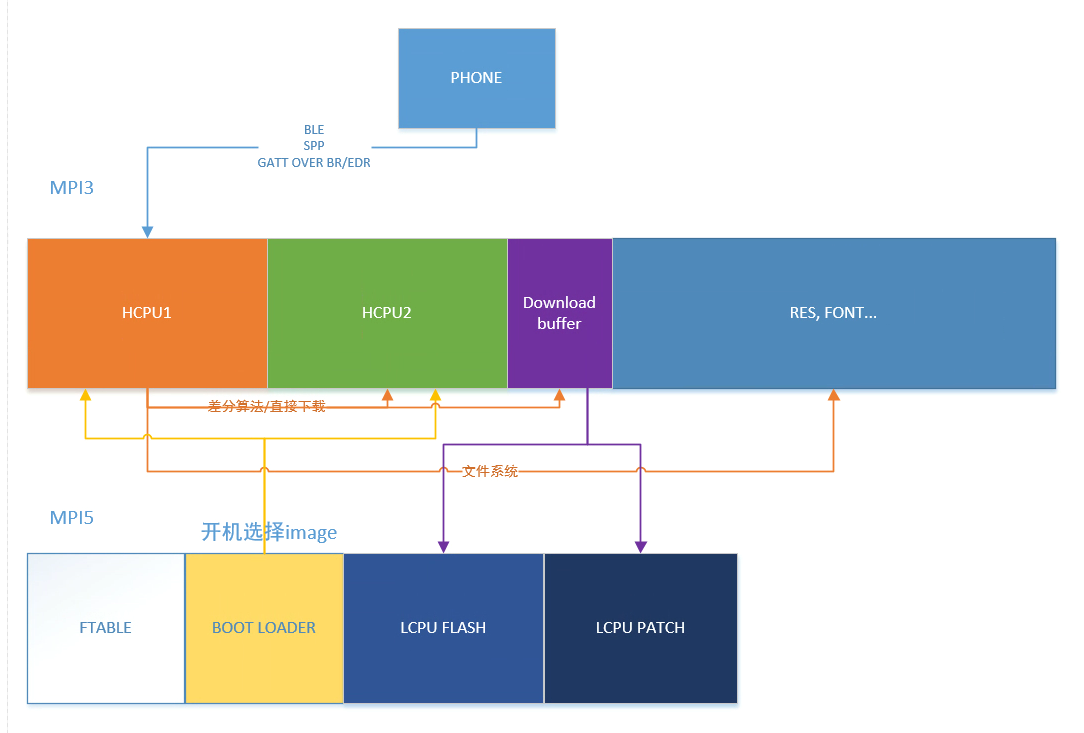 PHONE
BLE
SPP
GATT OVER BR/EDR
MPI3
HCPU1
HCPU2
Download
buffer
RES, FONT...
差分算法/直接下载
文件系统
MPI5
开机选择image
FTABLE
BOOT LOADER
LCPU FLASH
LCPU PATCH